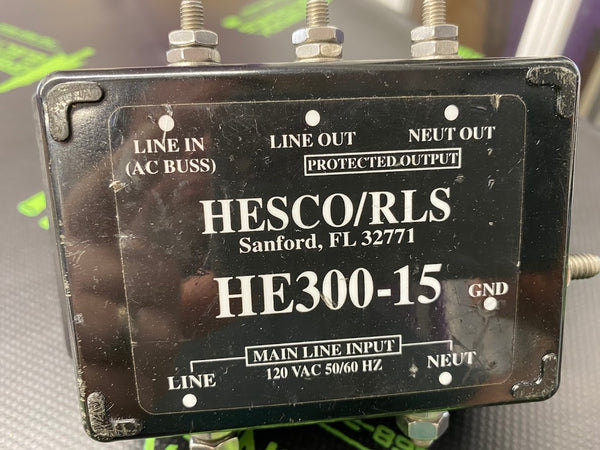 LINE IN
(AC BUSS)
LINE OUT
NEUT OUT
PROTECTED OUTPUT
HESCO/RLS
Sanford, FL 32771
HE300-15
GND
MAIN LINE INPUT
120 VAC 50/60 HZ
LINE
NEUT